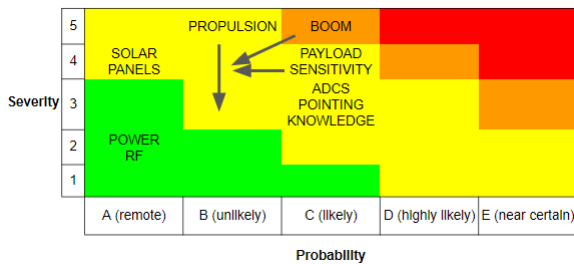 5
PROPULSION
BOOM
4
SOLAR
PANELS
PAYLOAD
SENSITIVITY
Severity
3
ADCS
POINTING
KNOWLEDGE
2
POWER
RF
1
A (remote)
B (unlikely)
C (likely)
D (highly likely)
E (near certain)
Probability